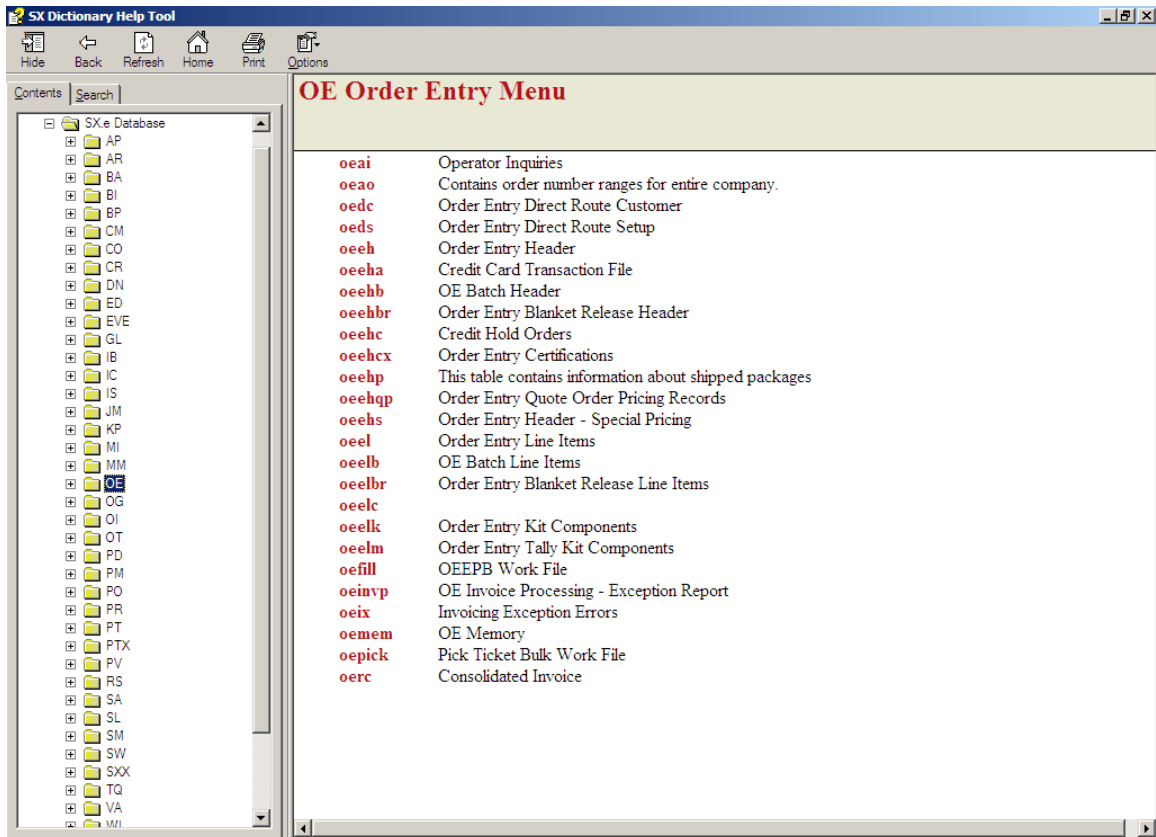 SX Dictionary Help Tool
Hide Back Refresh Home Print Options
Contents Search
SX.e Database
AP
AR
BA
BI
BP
CM
CO
CR
DN
ED
EVE
GL
IB
IC
IS
JM
KP
MI
MM
OE
OG
OI
OT
PD
PM
PO
PR
PT
PTX
PV
RS
SA
SL
SM
SW
SXX
TQ
VA
WI
OE Order Entry Menu
oeai Operator Inquiries
oeao Contains order number ranges for entire company.
oedc Order Entry Direct Route Customer
oeds Order Entry Direct Route Setup
oeeh Order Entry Header
oeeha Credit Card Transaction File
oeehb OE Batch Header
oeehbr Order Entry Blanket Release Header
oeehc Credit Hold Orders
oeehcx Order Entry Certifications
oeehp This table contains information about shipped packages
oeehqp Order Entry Quote Order Pricing Records
oeehs Order Entry Header - Special Pricing
oeel Order Entry Line Items
oeelb OE Batch Line Items
oeelbr Order Entry Blanket Release Line Items
oeelc
oeelk Order Entry Kit Components
oeelm Order Entry Tally Kit Components
oefill OEEPB Work File
oeinvp OE Invoice Processing - Exception Report
oeix Invoicing Exception Errors
oemem OE Memory
oepick Pick Ticket Bulk Work File
oerc Consolidated Invoice